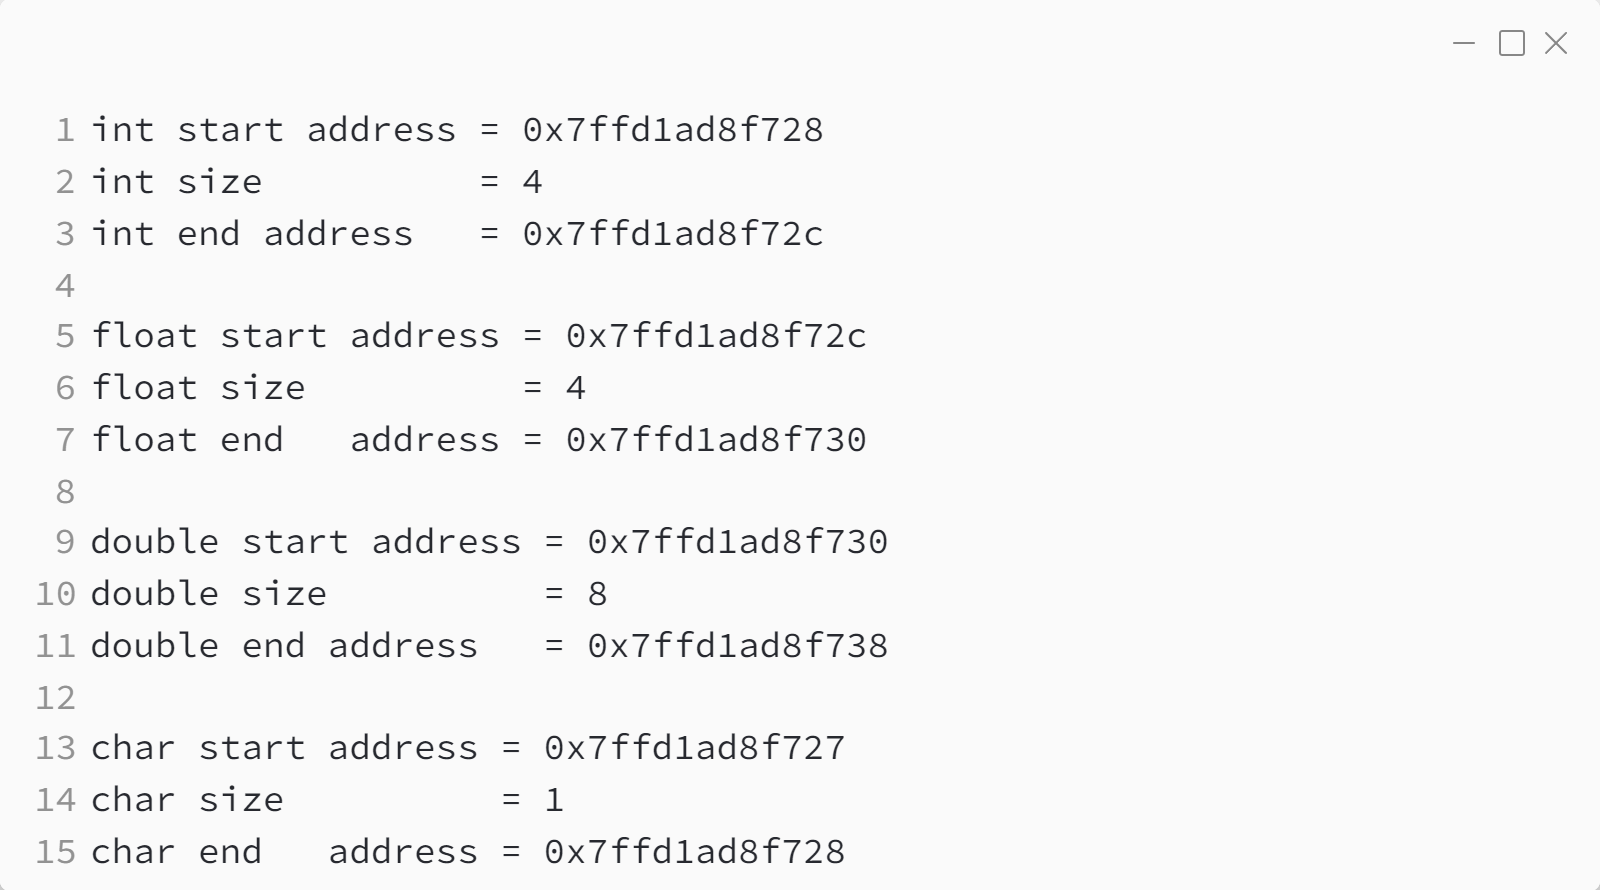 1 int start address = 0x7ffd1ad8f728
2 int size          = 4
3 int end address   = 0x7ffd1ad8f72c
4
5 float start address = 0x7ffd1ad8f72c
6 float size          = 4
7 float end   address = 0x7ffd1ad8f730
8
9 double start address = 0x7ffd1ad8f730
10 double size          = 8
11 double end address   = 0x7ffd1ad8f738
12
13 char start address = 0x7ffd1ad8f727
14 char size          = 1
15 char end   address = 0x7ffd1ad8f728